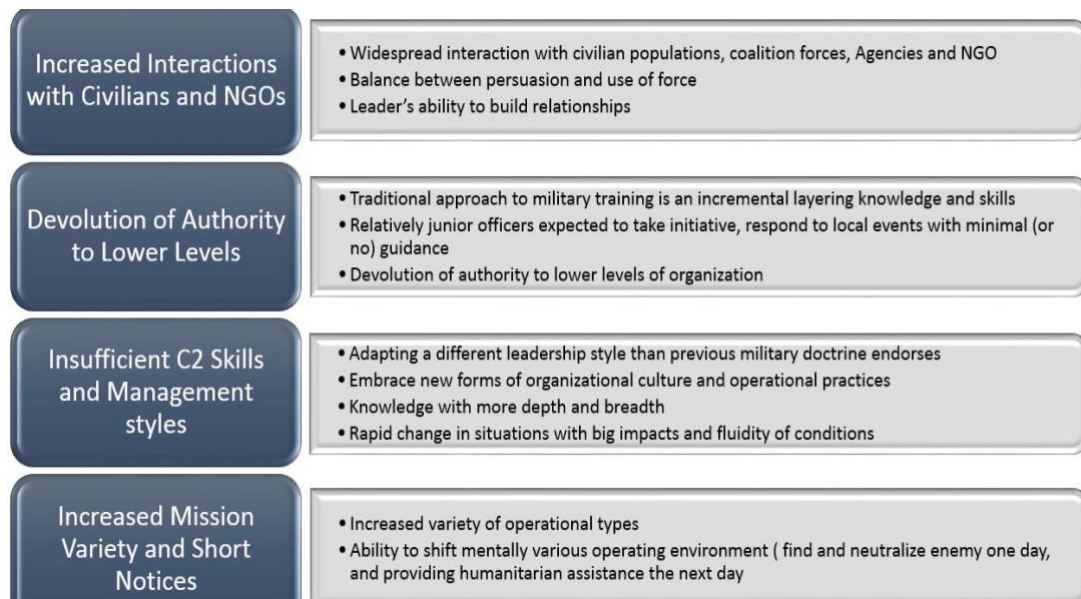 Increased Interactions
with Civilians and NGOs
• Widespread interaction with civilian populations, coalition forces, Agencies and NGO
• Balance between persuasion and use of force
• Leader’s ability to build relationships
Devolution of Authority
to Lower Levels
• Traditional approach to military training is an incremental layering knowledge and skills
• Relatively junior officers expected to take initiative, respond to local events with minimal (or
no) guidance
• Devolution of authority to lower levels of organization
Insufficient C2 Skills
and Management
styles
• Adapting a different leadership style than previous military doctrine endorses
• Embrace new forms of organizational culture and operational practices
• Knowledge with more depth and breadth
• Rapid change in situations with big impacts and fluidity of conditions
Increased Mission
Variety and Short
Notices
• Increased variety of operational types
• Ability to shift mentally various operating environment ( find and neutralize enemy one day,
and providing humanitarian assistance the next day